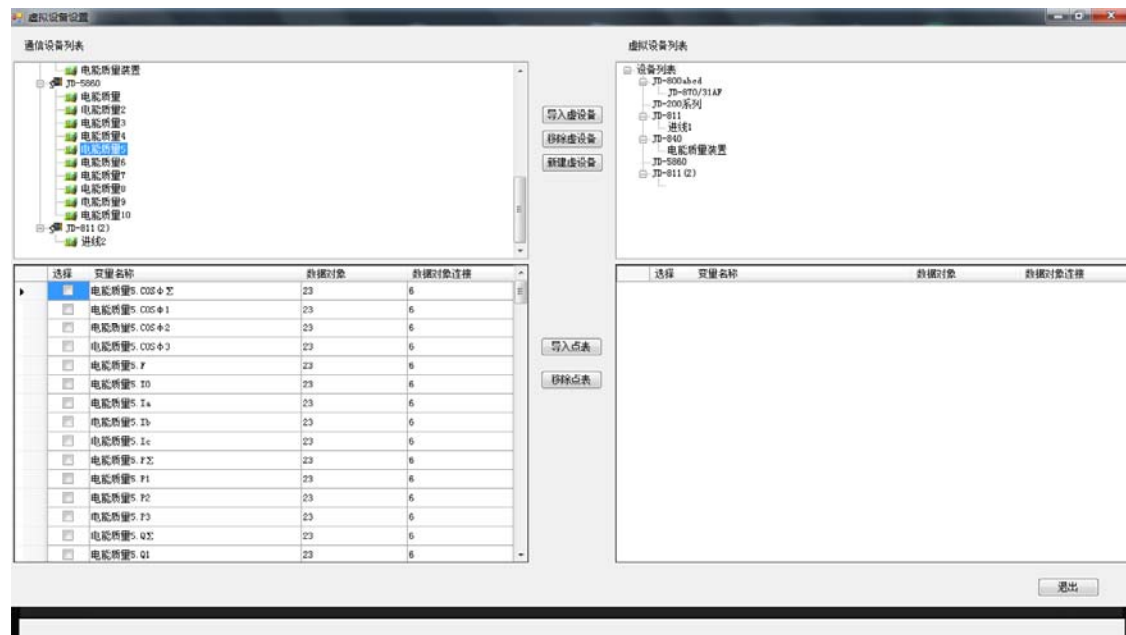 虚拟设备设置
通信设备列表
电能质量装置
JD-5860
电能质量
电能质量2
电能质量3
电能质量4
电能质量5
电能质量6
电能质量7
电能质量8
电能质量9
电能质量10
JD-811(2)
进线2
导入虚设备
移除虚设备
新建虚设备
虚拟设备列表
设备列表
JD-800abcd
JD-870/31AF
JD-200系列
JD-811
进线1
JD-840
电能质量装置
JD-5860
JD-811(2)
选择 变量名称 数据对象 数据对象连接
电能质量5.COSΦΣ 23 6
电能质量5.COSΦ1 23 6
电能质量5.COSΦ2 23 6
电能质量5.COSΦ3 23 6
电能质量5.F 23 6
电能质量5.I0 23 6
电能质量5.Ia 23 6
电能质量5.Ib 23 6
电能质量5.Ic 23 6
电能质量5.PΣ 23 6
电能质量5.P1 23 6
电能质量5.P2 23 6
电能质量5.P3 23 6
电能质量5.QΣ 23 6
电能质量5.Q1 23 6
导入点表
移除点表
选择 变量名称 数据对象 数据对象连接
退出